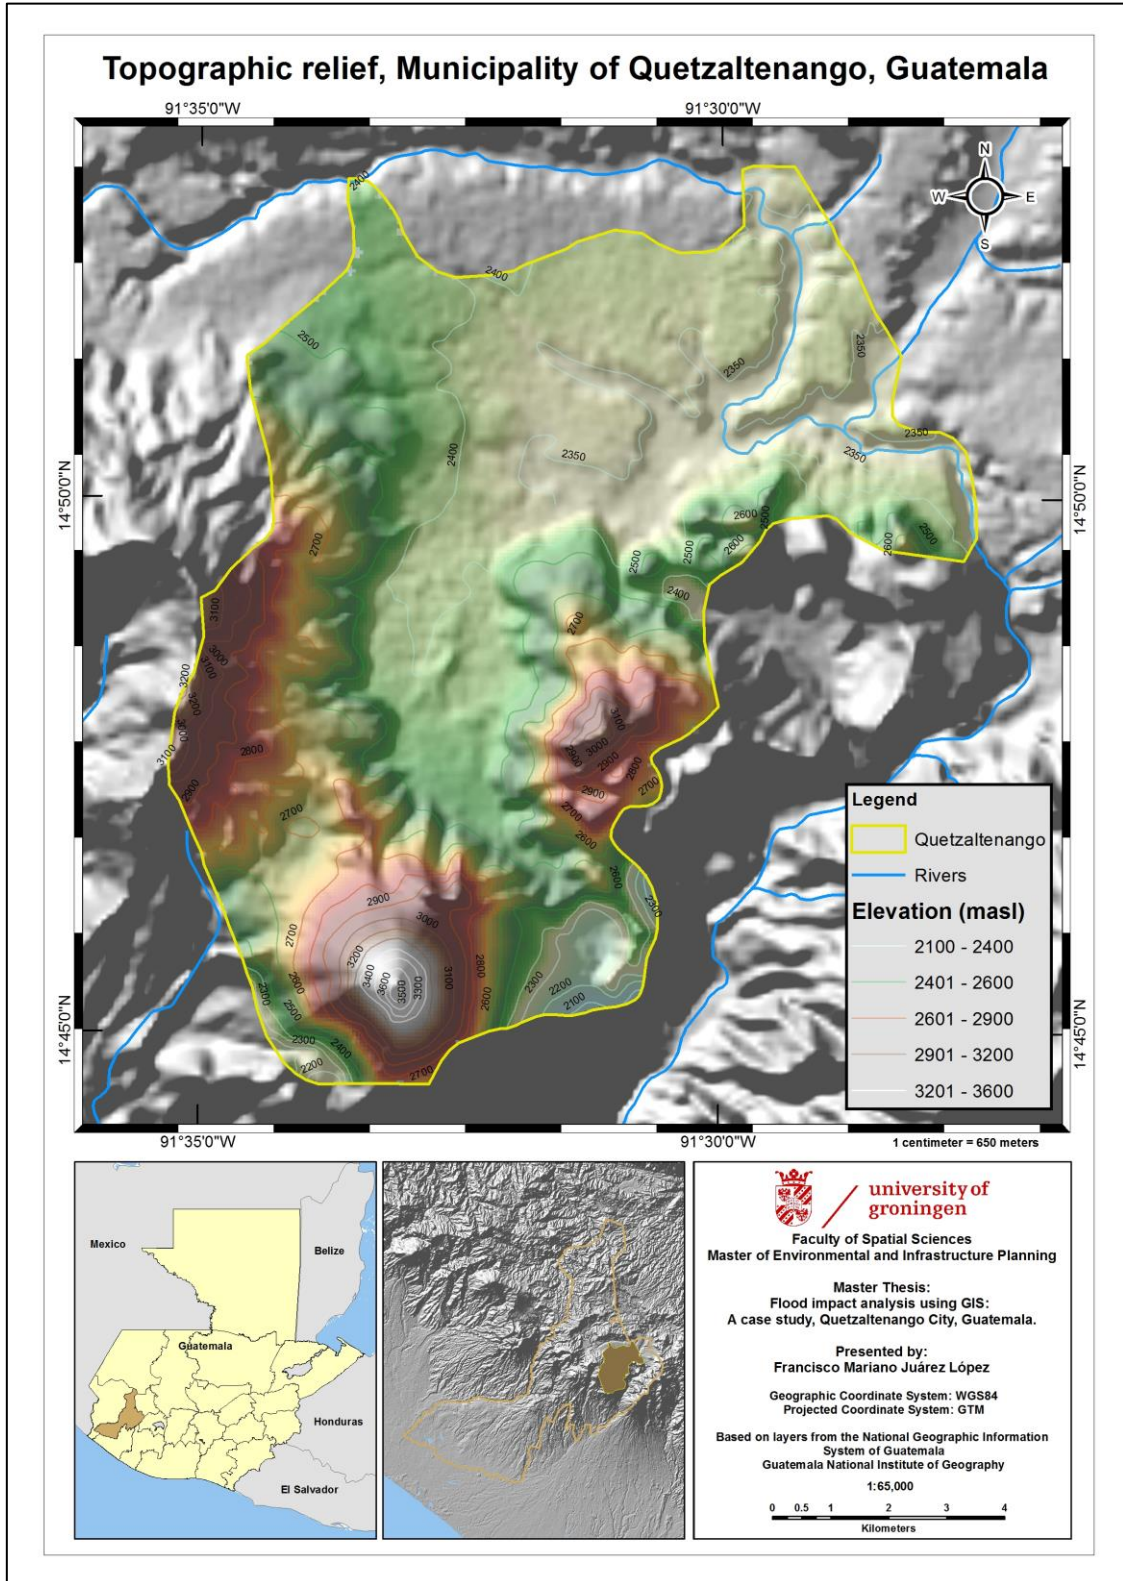 Topographic relief, Municipality of Quetzaltenango, Guatemala
91°35'0"W
91°30'0"W
N
W
E
S
2400
2400
2500
2350
2350
2350
2400
2350
2350
14°50'0"N
14°50'0"N
2600
2500
2500
2600
2700
2500
2500
2600
2600
2400
3100
2700
3000
3100
3200
3200
3100
3000
3100
2900
2800
3000
2900
2800
2900
2900
2700
2700
2700
2600
2600
2300
2900
3000
2700
3200
3400
3600
3500
3300
3100
2800
2600
2800
2300
2500
2300
2200
2100
2300
2400
2200
2700
Legend
Quetzaltenango
Rivers
Elevation (masl)
2100 - 2400
2401 - 2600
2601 - 2900
2901 - 3200
3201 - 3600
14°45'0"N
14°45'0"N
91°35'0"W
91°30'0"W
1 centimeter = 650 meters
Mexico
Belize
Guatemala
Honduras
El Salvador
university of
groningen
Faculty of Spatial Sciences
Master of Environmental and Infrastructure Planning
Master Thesis:
Flood impact analysis using GIS:
A case study, Quetzaltenango City, Guatemala.
Presented by:
Francisco Mariano Juárez López
Geographic Coordinate System: WGS84
Projected Coordinate System: GTM
Based on layers from the National Geographic Information
System of Guatemala
Guatemala National Institute of Geography
1:65,000
0 0.5 1 2 3 4
Kilometers